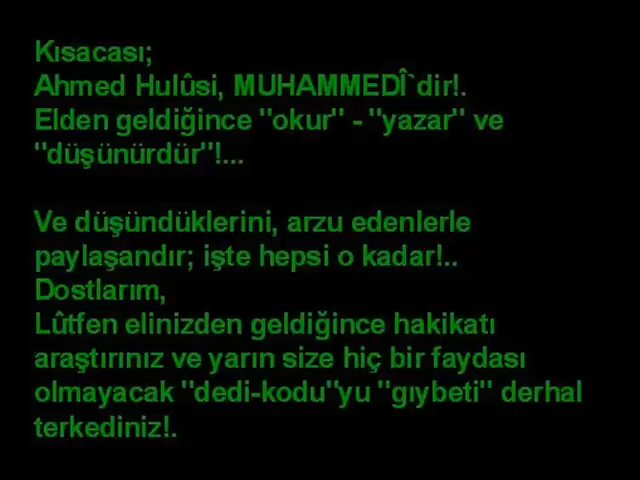 Kısacası;
Ahmed Hulûsi, MUHAMMEDÎ`dir!.
Elden geldiğince "okur" - "yazar" ve
"düşünürdür"!...
Ve düşündüklerini, arzu edenlerle
paylaşandır; işte hepsi o kadar!..
Dostlarım,
Lûtfen elinizden geldiğince hakikatı
araştırınız ve yarın size hiç bir faydası
olmayacak "dedi-kodu"yu "gıybeti" derhal
terkediniz!.